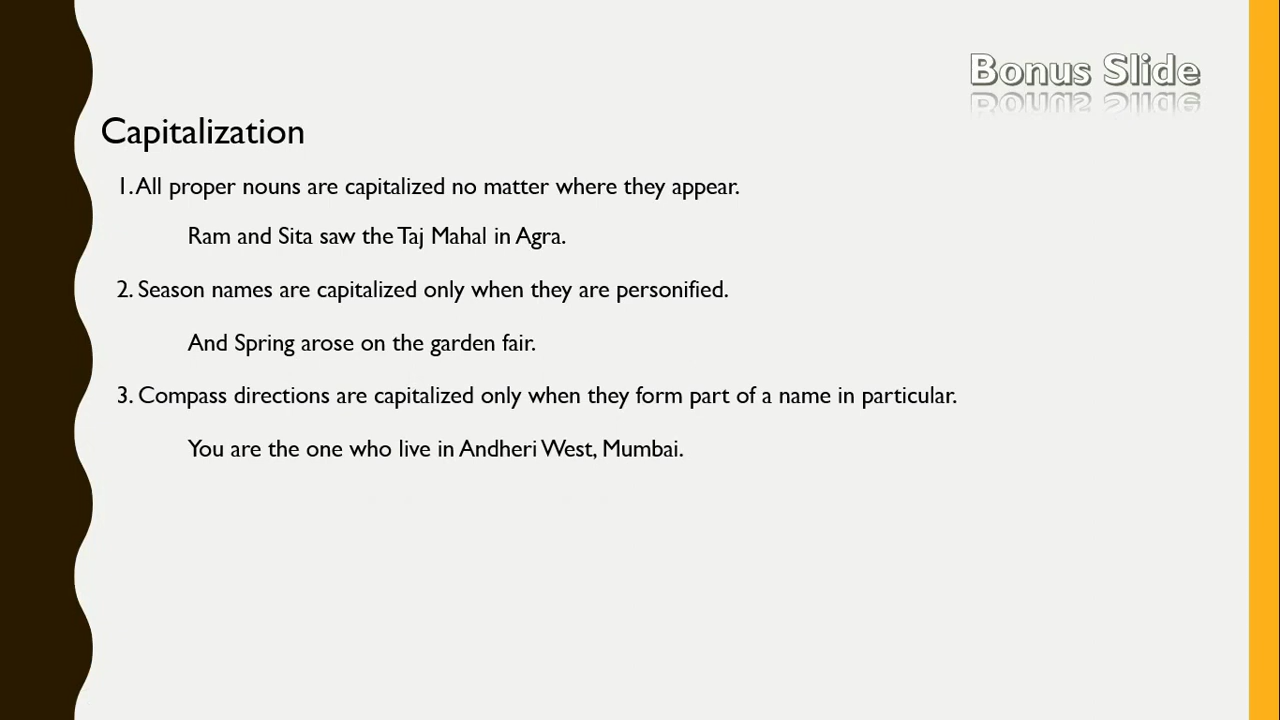 Bonus Slide
Capitalization
1. All proper nouns are capitalized no matter where they appear.
Ram and Sita saw the Taj Mahal in Agra.
2. Season names are capitalized only when they are personified.
And Spring arose on the garden fair.
3. Compass directions are capitalized only when they form part of a name in particular.
You are the one who live in Andheri West, Mumbai.